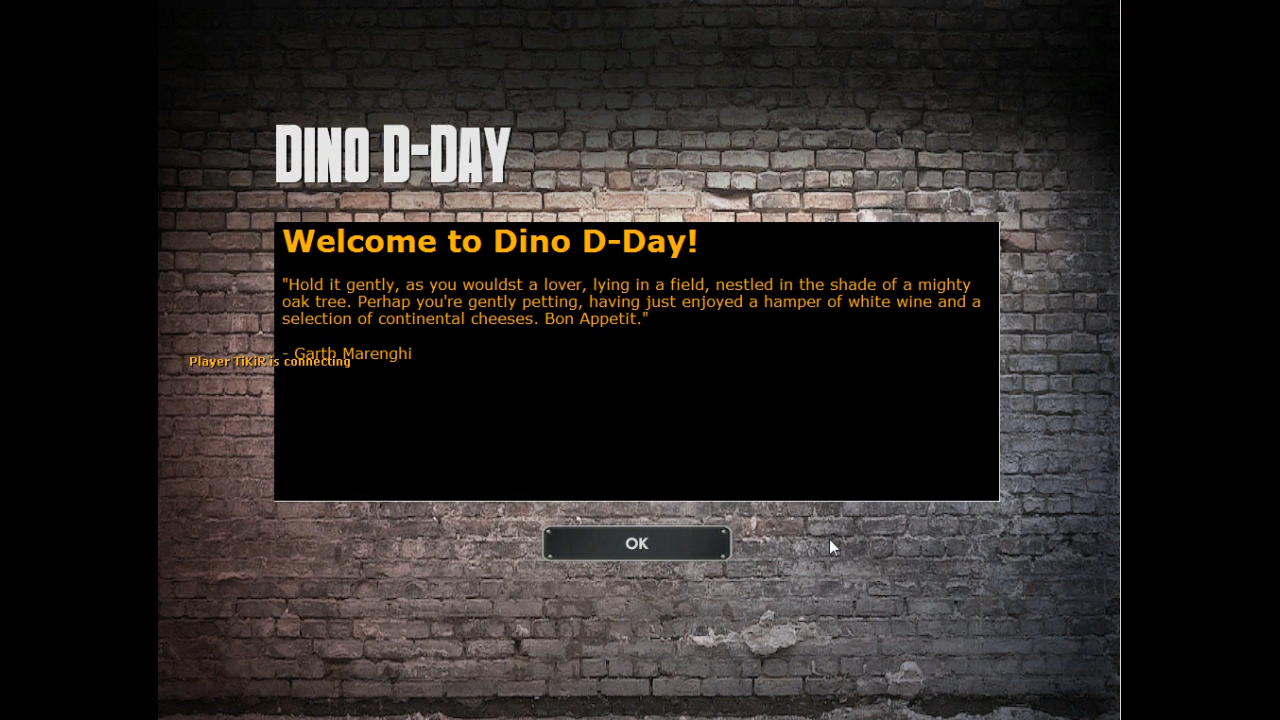 DINO D-DAY
Welcome to Dino D-Day!
"Hold it gently, as you wouldst a lover, lying in a field, nestled in the shade of a mighty
oak tree. Perhap you're gently petting, having just enjoyed a hamper of white wine and a
selection of continental cheeses. Bon Appetit."
- Garth Marenghi
Player TiKiR is connecting
OK